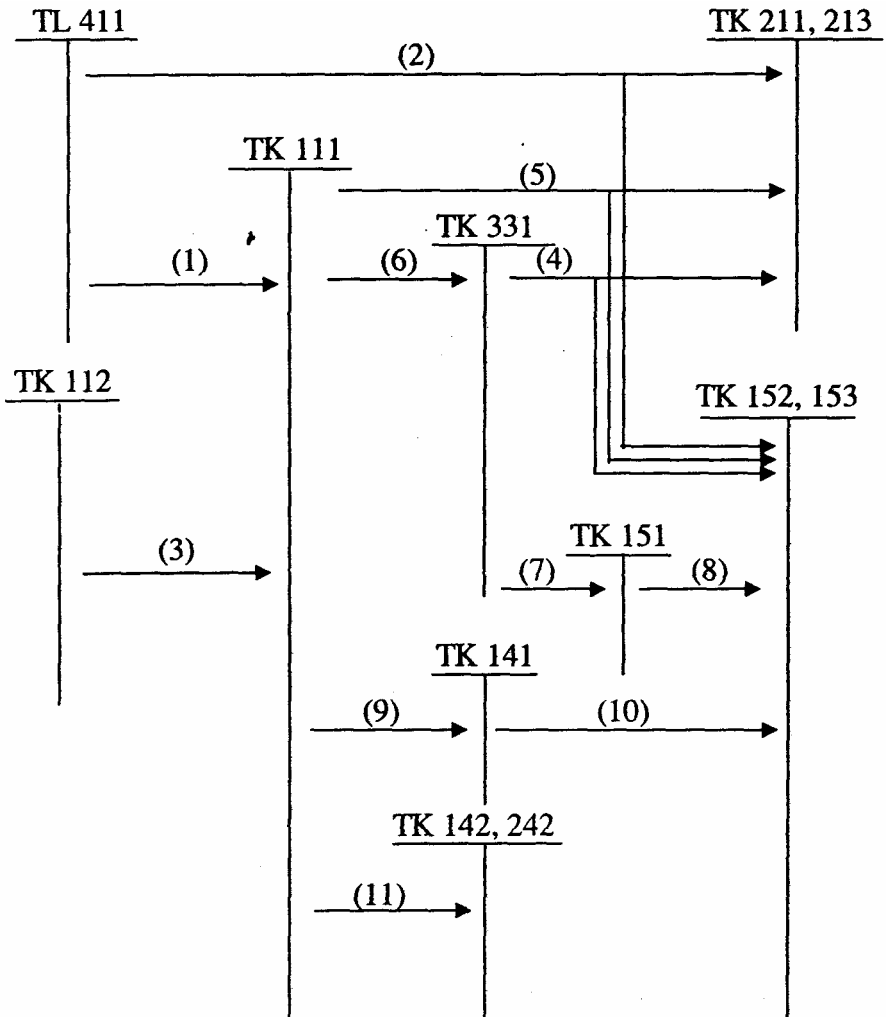 TL 411
TK 211, 213
(2)
TK 111
(5)
TK 331
(1)
(6)
(4)
TK 112
TK 152, 153
(3)
TK 151
(7)
(8)
TK 141
(9)
(10)
TK 142, 242
(11)